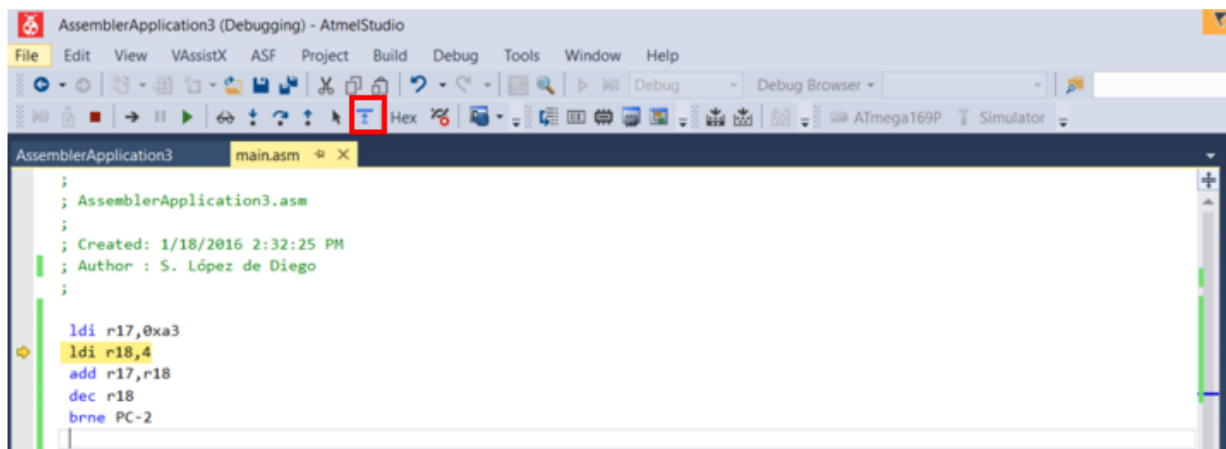 AssemblerApplication3 (Debugging) - AtmelStudio
File Edit View VAssistX ASF Project Build Debug Tools Window Help
Debug Debug Browser
Hex ATmega169P Simulator
AssemblerApplication3 main.asm
;
; AssemblerApplication3.asm
;
; Created: 1/18/2016 2:32:25 PM
; Author : S. López de Diego
;
ldi r17,0xa3
ldi r18,4
add r17,r18
dec r18
brne PC-2